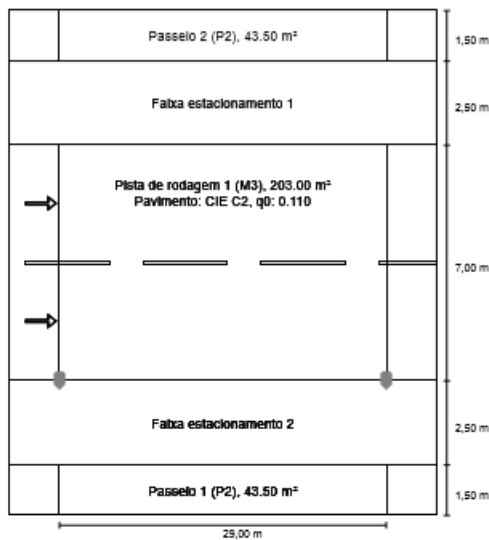 Passeio 2 (P2), 43.50 m²
1,50 m
Faixa estacionamento 1
2,50 m
Pista de rodagem 1 (M3), 203.00 m²
Pavimento: CIE C2, q0: 0.110
7,00 m
Faixa estacionamento 2
2,50 m
Passeio 1 (P2), 43.50 m²
1,50 m
29,00 m